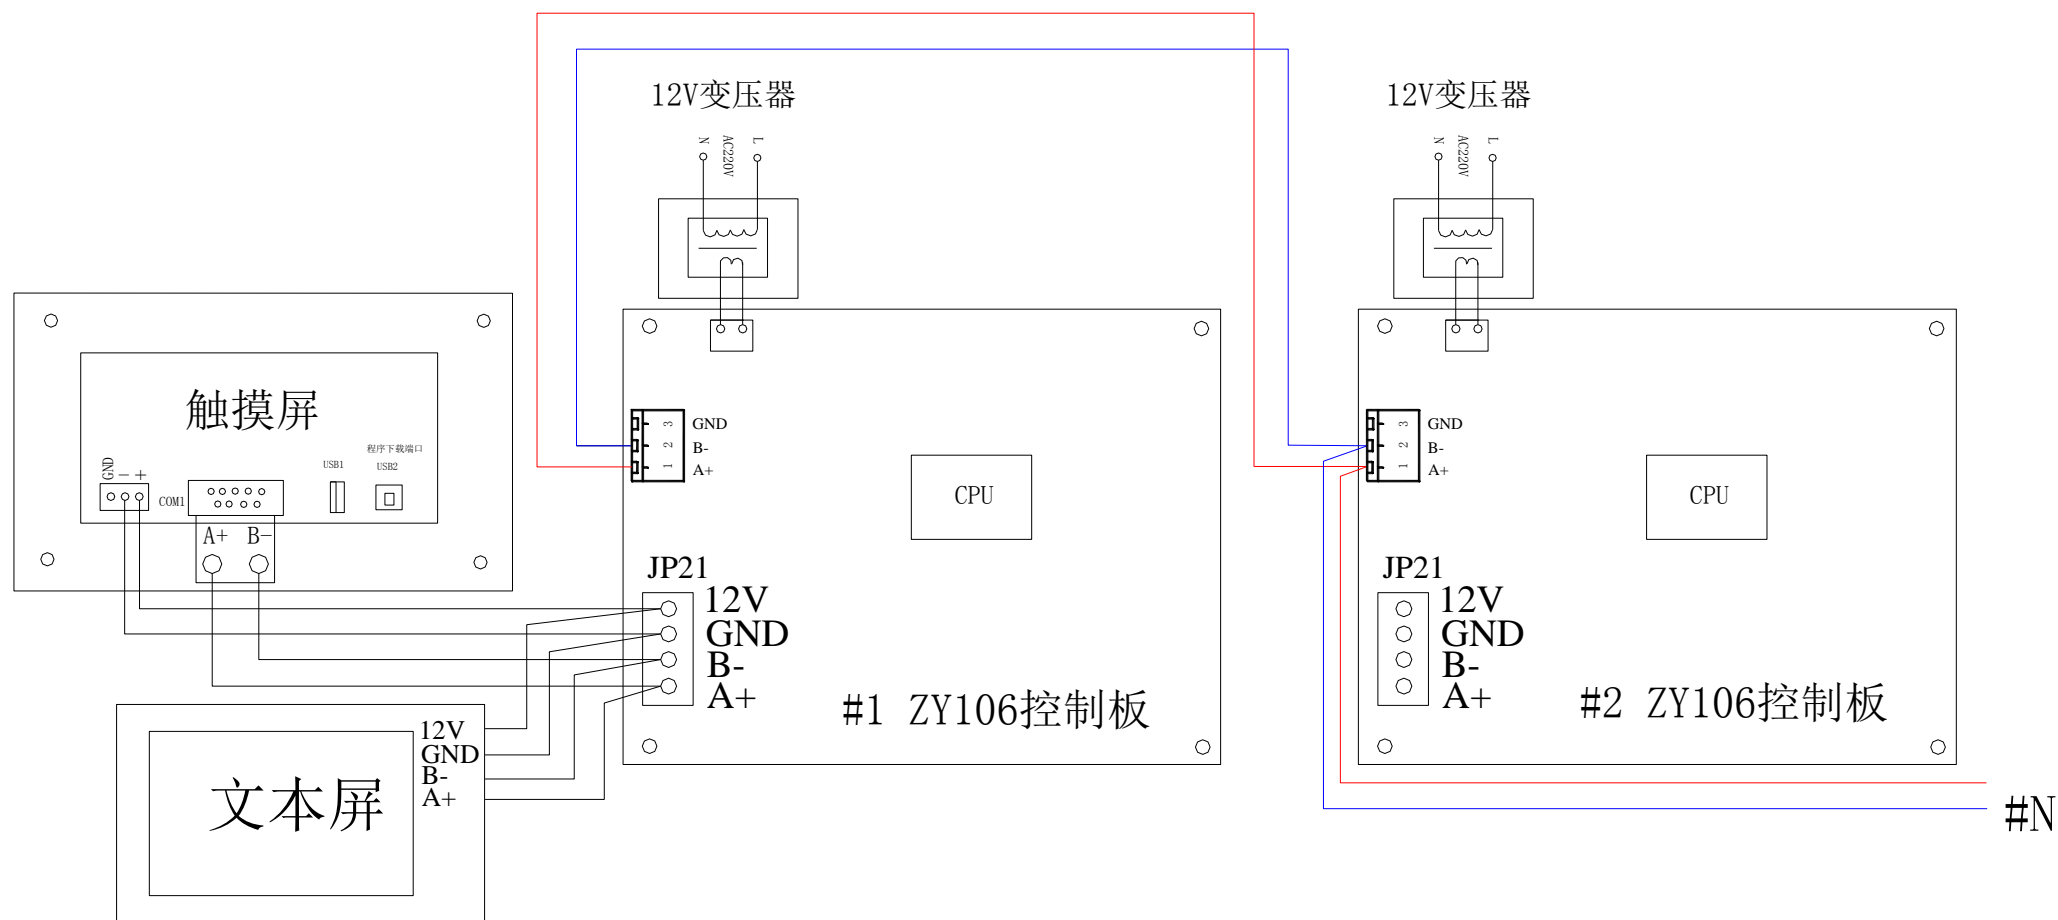 12V变压器
N
AC220V
L
12V变压器
N
AC220V
L
触摸屏
GND
-
+
COM1
程序下载端口
USB1
USB2
A+
B-
3
GND
2
B-
1
A+
CPU
JP21
12V
GND
B-
A+
#1 ZY106控制板
3
GND
2
B-
1
A+
CPU
JP21
12V
GND
B-
A+
#2 ZY106控制板
文本屏
12V
GND
B-
A+
#N